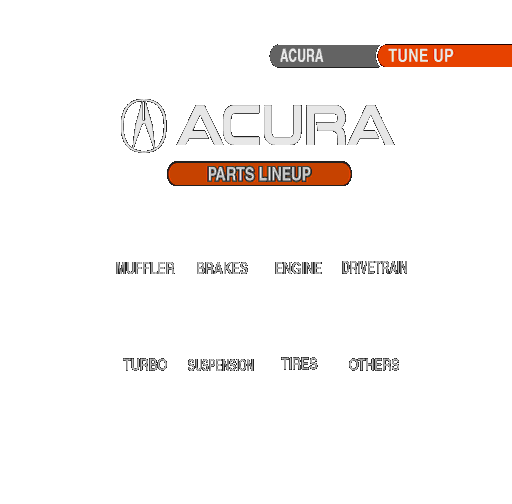 ACURA TUNE UP
ACURA
PARTS LINEUP
MUFFLER BRAKES ENGINE DRIVETRAIN
TURBO SUSPENSION TIRES OTHERS